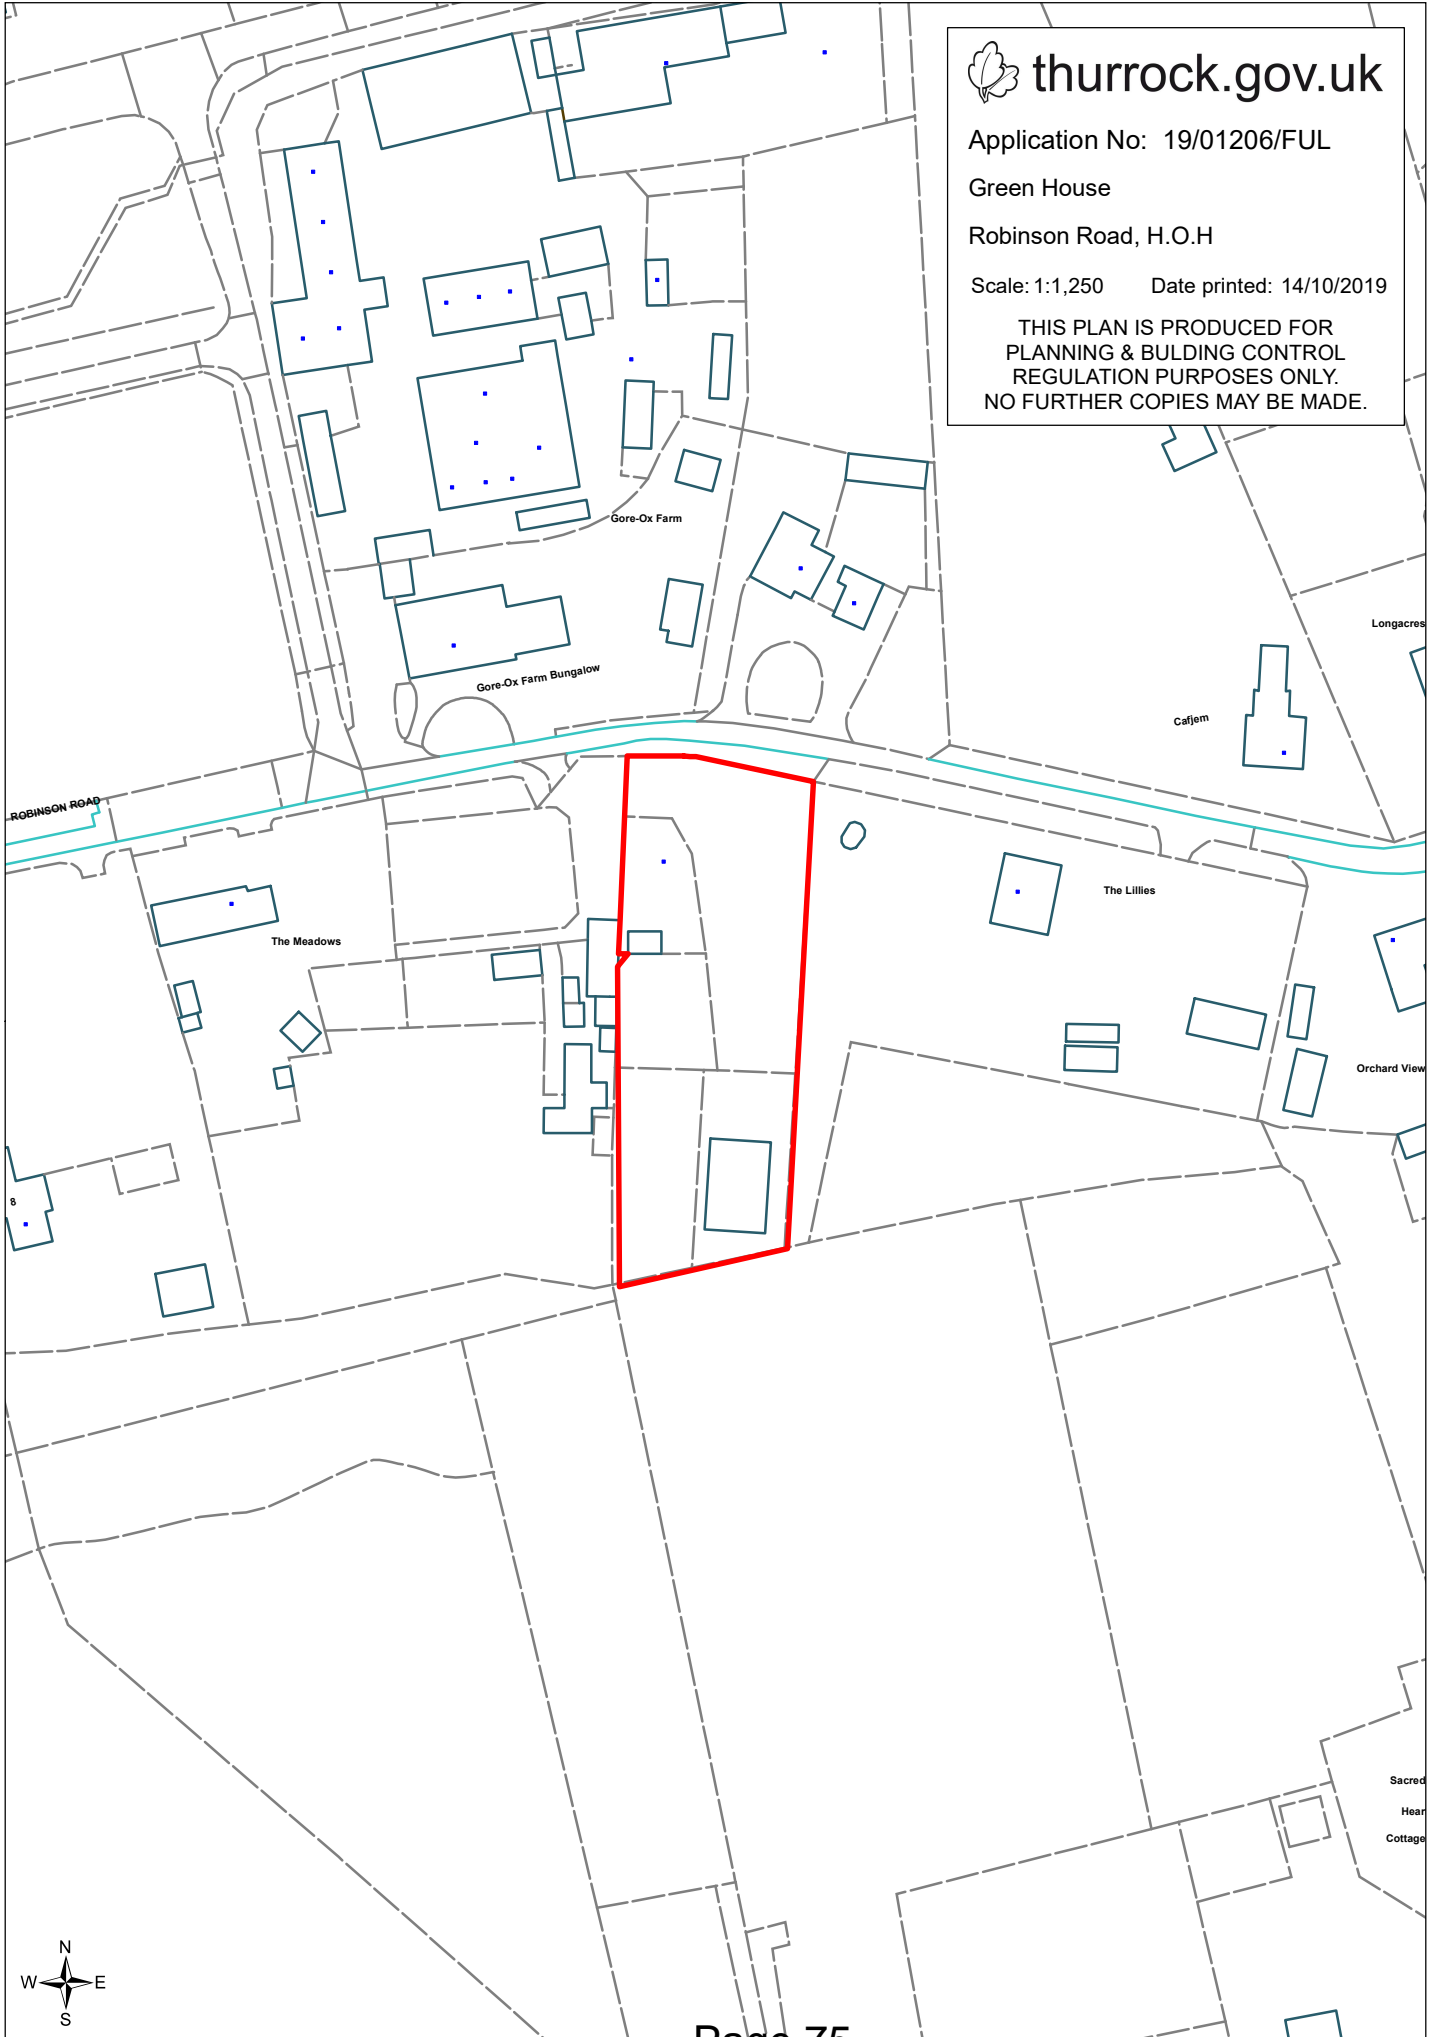 thurrock.gov.uk
Application No: 19/01206/FUL
Green House
Robinson Road, H.O.H
Scale: 1:1,250 Date printed: 14/10/2019
THIS PLAN IS PRODUCED FOR
PLANNING & BULDING CONTROL
REGULATION PURPOSES ONLY.
NO FURTHER COPIES MAY BE MADE.
Gore-Ox Farm
Longacres
Gore-Ox Farm Bungalow
Cafjem
ROBINSON ROAD
The Lillies
The Meadows
Orchard View
8
Sacred
Hear
Cottage
N
W E
S
Page 75